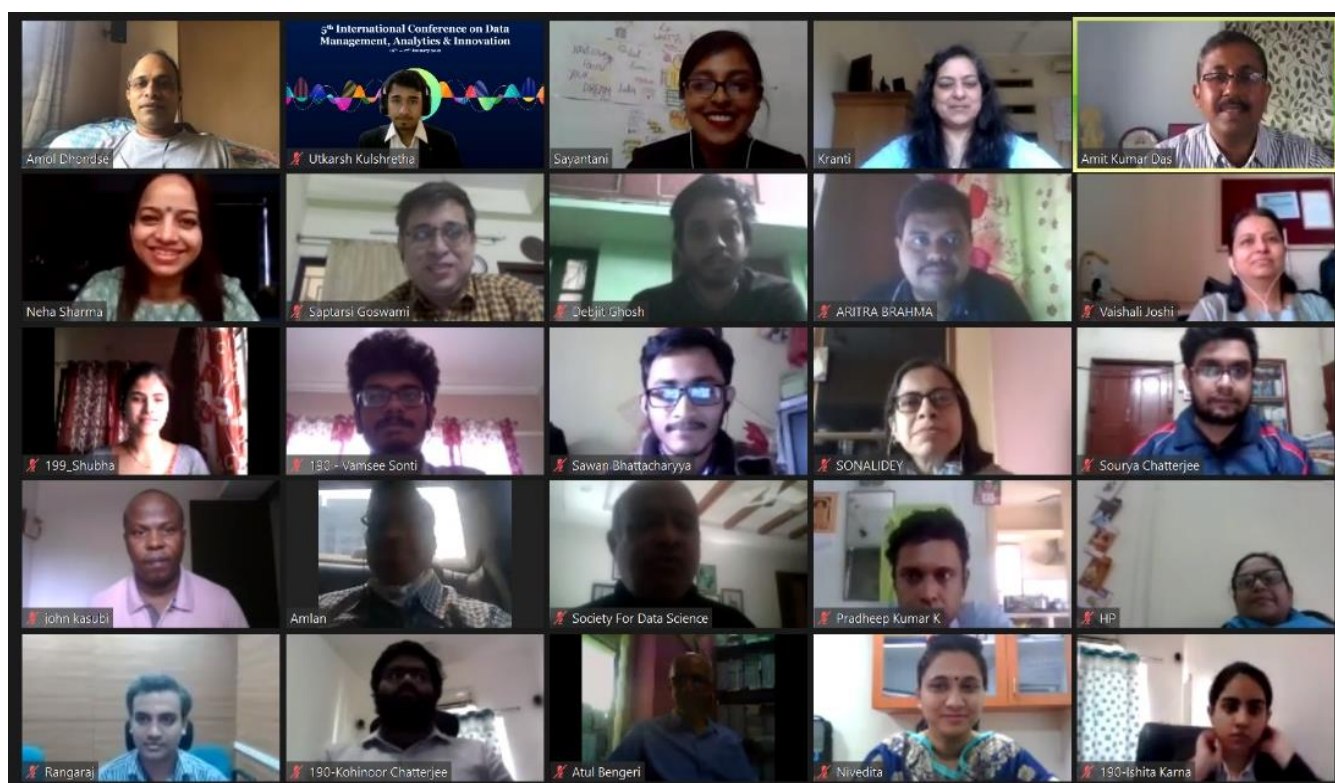 5th International Conference on Data
Management, Analytics & Innovation
Amol Dhondse
Utkarsh Kulshretha
Sayantani
Kranti
Amit Kumar Das
Neha Sharma
Saptarsi Goswami
Debjit Ghosh
ARITRA BRAHMA
Vaishali Joshi
199_Shubha
190 - Vamsee Sonti
Sawan Bhattacharyya
SONALIDEY
Sourya Chatterjee
john kasubi
Amlan
Society For Data Science
Pradheep Kumar K
HP
Rangaraj
190-Kohinoor Chatterjee
Atul Bengeri
Nivedita
190-Ishita Karna